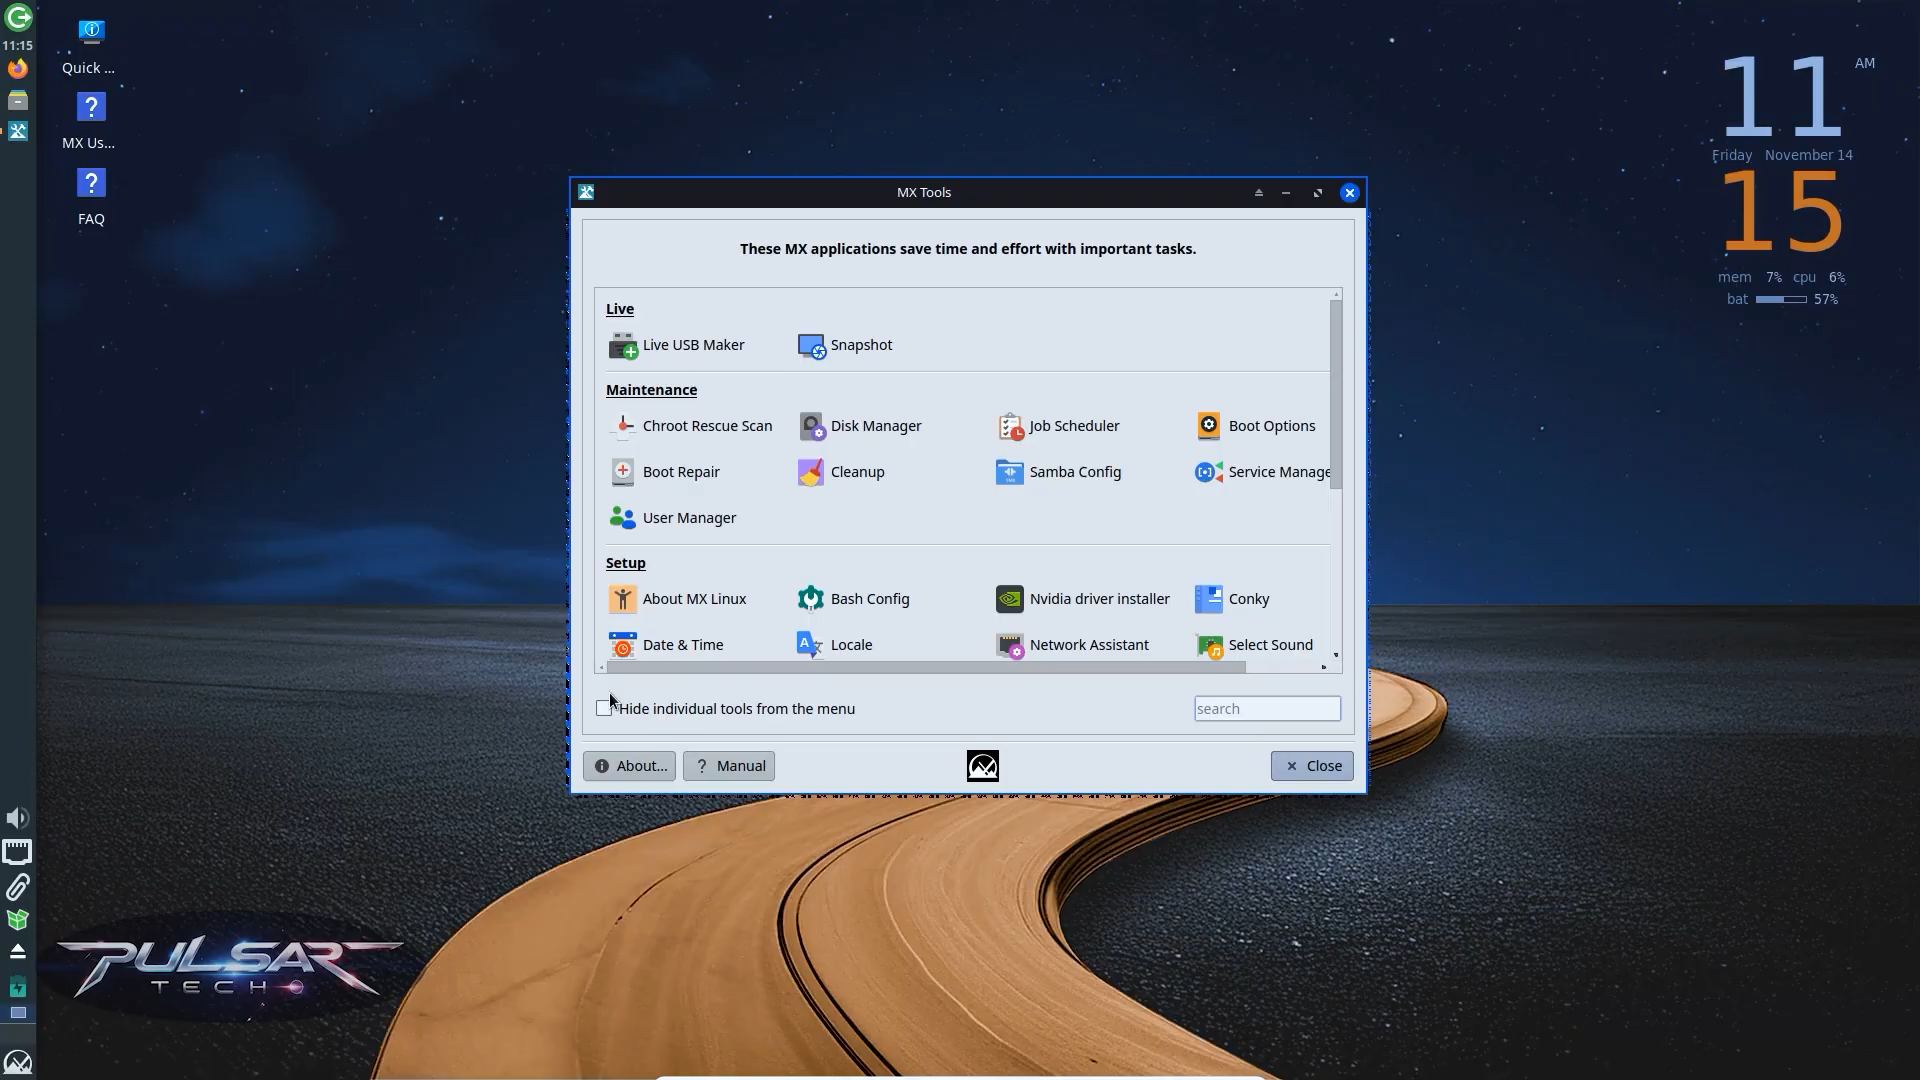 11:15
Quick ...
MX Us...
FAQ
11 AM
Friday November 14
15
mem 7% cpu 6%
bat 57%
MX Tools
These MX applications save time and effort with important tasks.
Live
Live USB Maker Snapshot
Maintenance
Chroot Rescue Scan Disk Manager Job Scheduler Boot Options
Boot Repair Cleanup Samba Config Service Manage
User Manager
Setup
About MX Linux Bash Config Nvidia driver installer Conky
Date & Time Locale Network Assistant Select Sound
Hide individual tools from the menu search
About... ? Manual Close
PULSAR
TECH